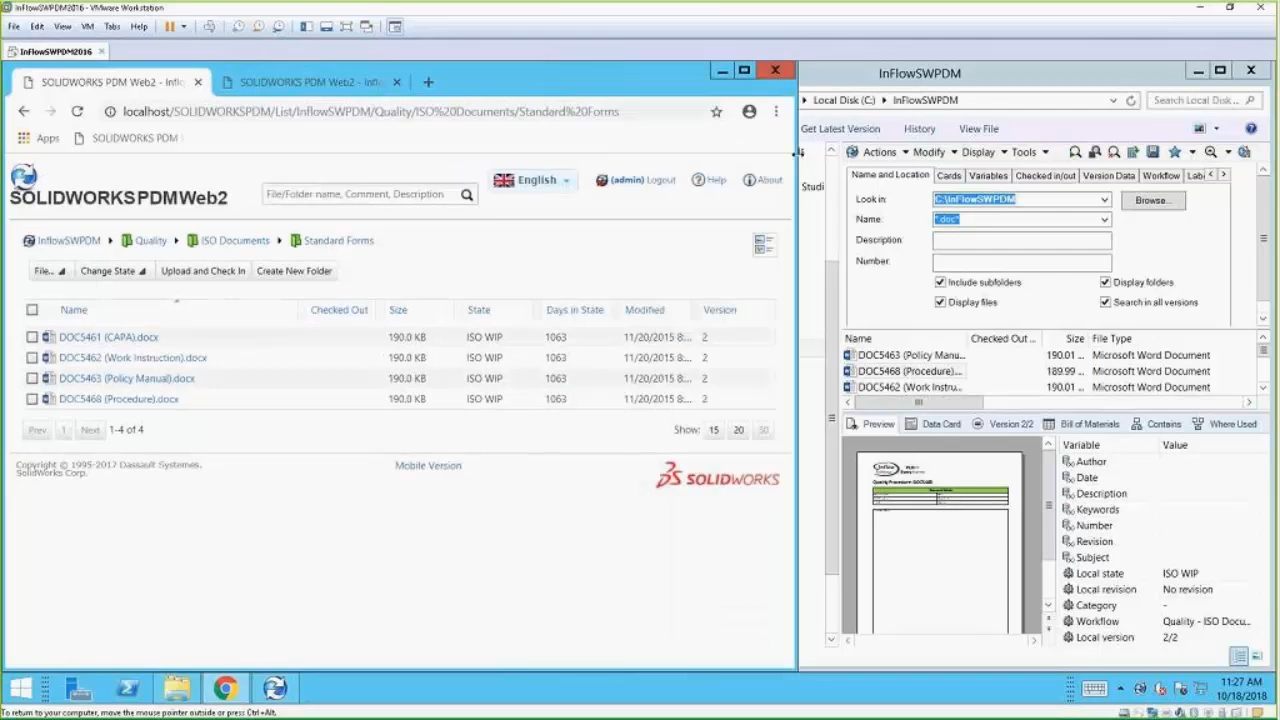 InFlowSWPDM2016 - VMware Workstation
File Edit View VM Tabs Help
InFlowSWPDM2016
SOLIDWORKS PDM Web2 - Infl
SOLIDWORKS PDM Web2 - Infl
localhost/SOLIDWORKSPDM/List/InflowSWPDM/Quality/ISO%20Documents/Standard%20Forms
Apps SOLIDWORKS PDM
SOLIDWORKS PDM Web2
File/Folder name, Comment, Description
English
(admin) Logout
Help
About
InflowSWPDM Quality ISO Documents Standard Forms
File... Change State Upload and Check In Create New Folder
Name Checked Out Size State Days in State Modified Version
DOC5461 (CAPA).docx 190.0 KB ISO WIP 1063 11/20/2015 8:... 2
DOC5462 (Work Instruction).docx 190.0 KB ISO WIP 1063 11/20/2015 8:... 2
DOC5463 (Policy Manual).docx 190.0 KB ISO WIP 1063 11/20/2015 8:... 2
DOC5468 (Procedure).docx 190.0 KB ISO WIP 1063 11/20/2015 8:... 2
Prev 1 Next 1-4 of 4 Show: 15 20 50
Copyright © 1995-2017 Dassault Systemes.
SolidWorks Corp.
Mobile Version
SOLIDWORKS
InFlowSWPDM
Local Disk (C:) InFlowSWPDM
Search Local Disk...
Get Latest Version History View File
Actions Modify Display Tools
Studi
Name and Location Cards Variables Checked in/out Version Data Workflow Lab
Look in: C:\InFlowSWPDM Browse...
Name: *.doc*
Description:
Number:
Include subfolders Display folders
Display files Search in all versions
Name Checked Out ... Size File Type
DOC5463 (Policy Manu... 190.01 ... Microsoft Word Document
DOC5468 (Procedure)... 189.99 ... Microsoft Word Document
DOC5462 (Work Instru... 190.01 ... Microsoft Word Document
Preview Data Card Version 2/2 Bill of Materials Contains Where Used
Variable Value
Author
Date
Description
Keywords
Number
Revision
Subject
Local state ISO WIP
Local revision No revision
Category -
Workflow Quality - ISO Docu...
Local version 2/2
11:27 AM
10/18/2018
To return to your computer, move the mouse pointer outside or press Ctrl+Alt.